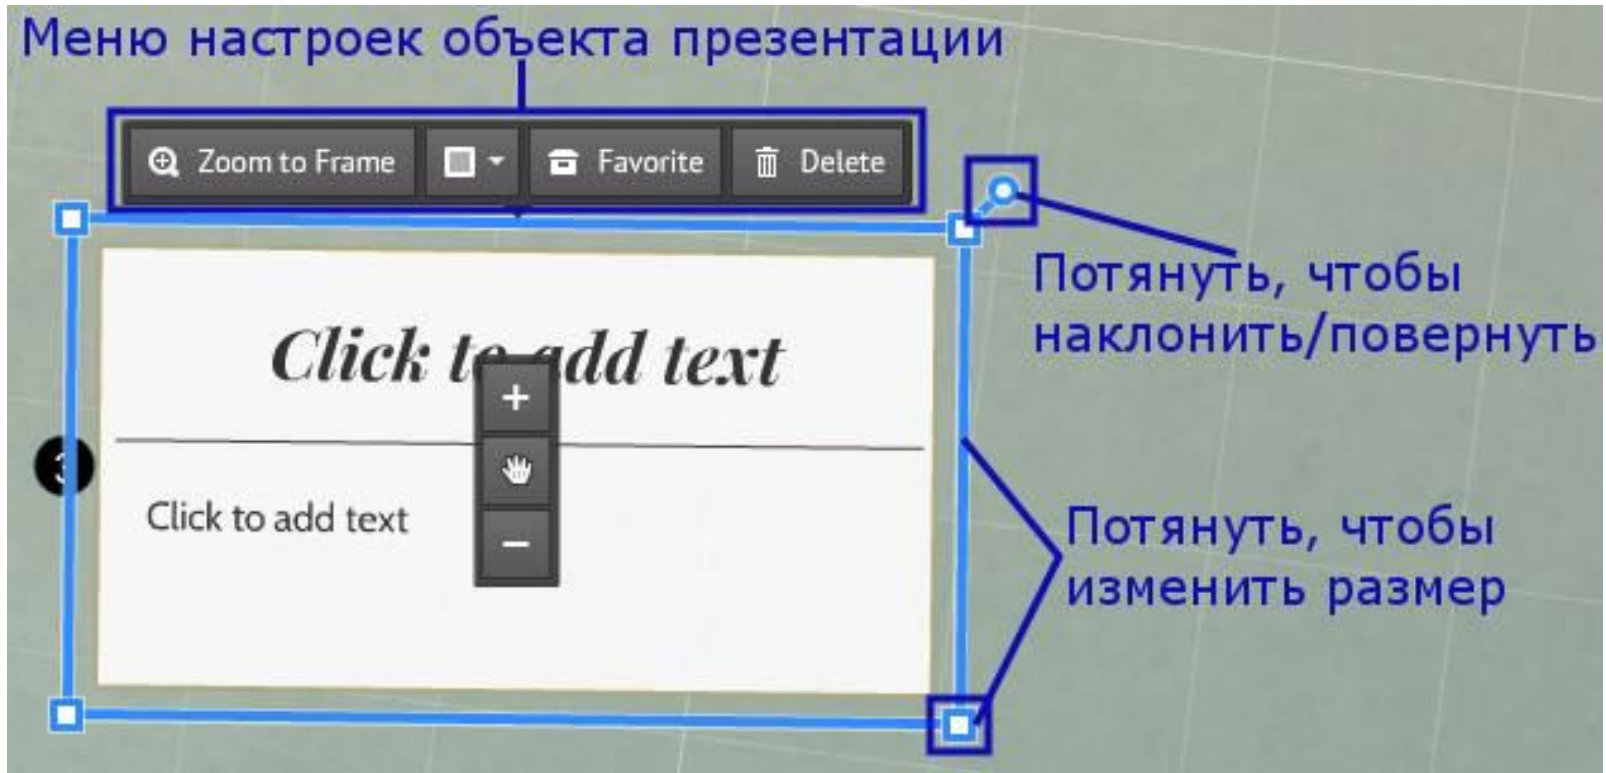 Меню настроек объекта презентации
Zoom to Frame Favorite Delete
Потянуть, чтобы
наклонить/повернуть
Click to add text
3
Click to add text
Потянуть, чтобы
изменить размер